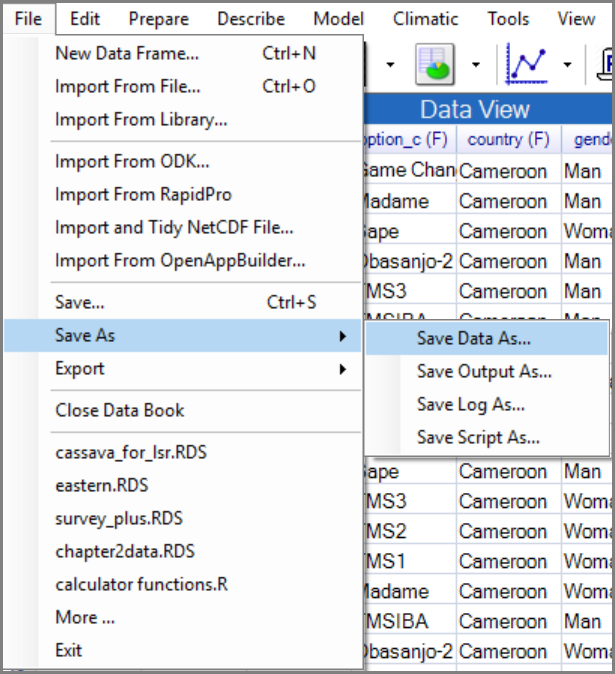 File Edit Prepare Describe Model Climatic Tools View
New Data Frame... Ctrl+N
Import From File... Ctrl+O
Import From Library...
Import From ODK...
Import From RapidPro
Import and Tidy NetCDF File...
Import From OpenAppBuilder...
Save... Ctrl+S
Save As
Export
Close Data Book
cassava_for_lsr.RDS
eastern.RDS
survey_plus.RDS
chapter2data.RDS
calculator functions.R
More ...
Exit
Save Data As...
Save Output As...
Save Log As...
Save Script As...
Data View
option_c (F) country (F) gende
Game Chan Cameroon Man
Madame Cameroon Man
Sape Cameroon Woma
Obasanjo-2 Cameroon Man
TMS3 Cameroon Man
TMSIBA Cameroon Man
Sape Cameroon Man
TMS3 Cameroon Woma
TMS2 Cameroon Woma
TMS1 Cameroon Woma
Madame Cameroon Woma
TMSIBA Cameroon Man
Obasanjo-2 Cameroon Woma